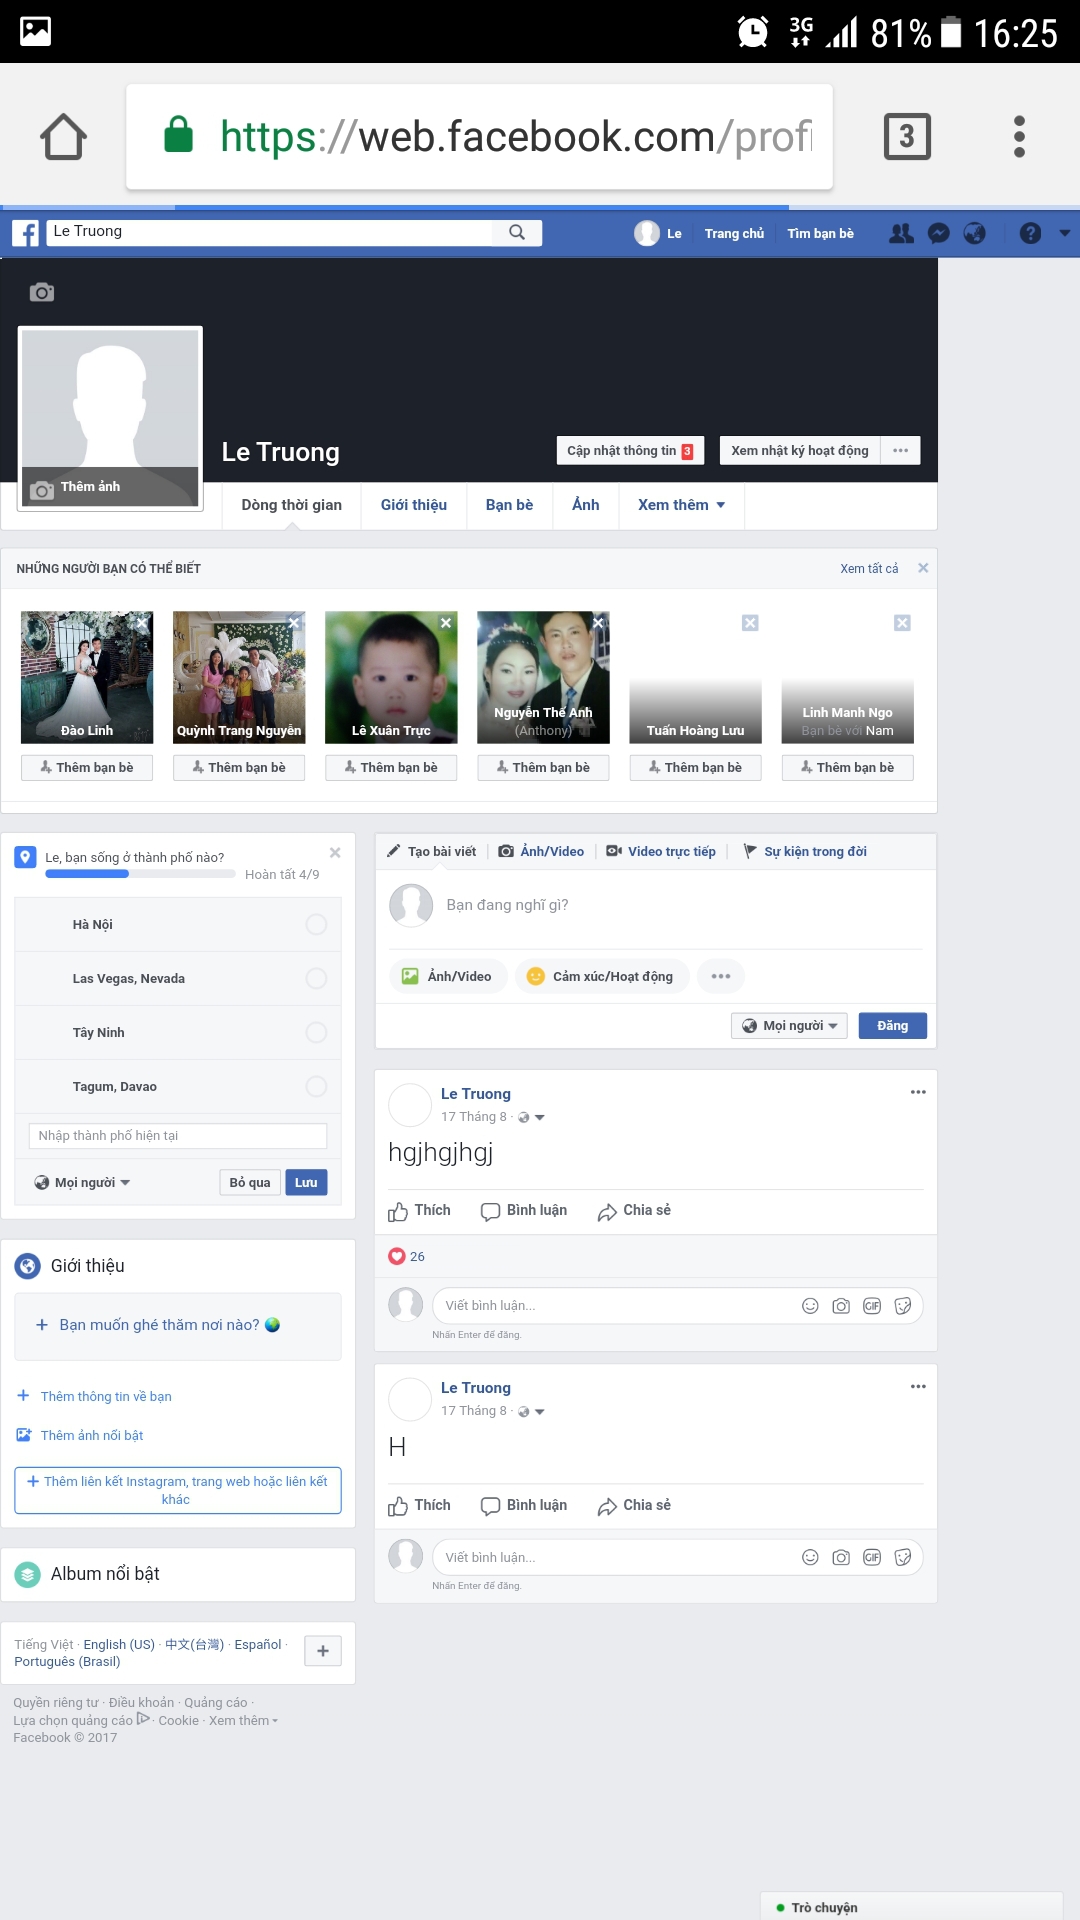 3G 81% 16:25
https://web.facebook.com/prof
3
Le Truong
Le Trang chủ Tìm bạn bè
Le Truong
Cập nhật thông tin 3
Xem nhật ký hoạt động
Thêm ảnh
Dòng thời gian Giới thiệu Bạn bè Ảnh Xem thêm
NHỮNG NGƯỜI BẠN CÓ THỂ BIẾT
Xem tất cả
Đào Linh
Quỳnh Trang Nguyễn
Lê Xuân Trực
Nguyễn Thế Anh
(Anthony)
Tuấn Hoàng Lưu
Linh Manh Ngo
Bạn bè với Nam
Thêm bạn bè
Thêm bạn bè
Thêm bạn bè
Thêm bạn bè
Thêm bạn bè
Thêm bạn bè
Le, bạn sống ở thành phố nào?
Hoàn tất 4/9
Hà Nội
Las Vegas, Nevada
Tây Ninh
Tagum, Davao
Nhập thành phố hiện tại
Mọi người Bỏ qua Lưu
Giới thiệu
Bạn muốn ghé thăm nơi nào?
Thêm thông tin về bạn
Thêm ảnh nổi bật
Thêm liên kết Instagram, trang web hoặc liên kết
khác
Album nổi bật
Tiếng Việt · English (US) · 中文(台灣) · Español ·
Português (Brasil)
Quyền riêng tư · Điều khoản · Quảng cáo ·
Lựa chọn quảng cáo · Cookie · Xem thêm
Facebook © 2017
Tạo bài viết Ảnh/Video Video trực tiếp Sự kiện trong đời
Bạn đang nghĩ gì?
Ảnh/Video Cảm xúc/Hoạt động
Mọi người Đăng
Le Truong
17 Tháng 8 ·
hgjhgjhgj
Thích Bình luận Chia sẻ
26
Viết bình luận...
GIF
Nhấn Enter để đăng.
Le Truong
17 Tháng 8 ·
H
Thích Bình luận Chia sẻ
Viết bình luận...
GIF
Nhấn Enter để đăng.
Trò chuyện